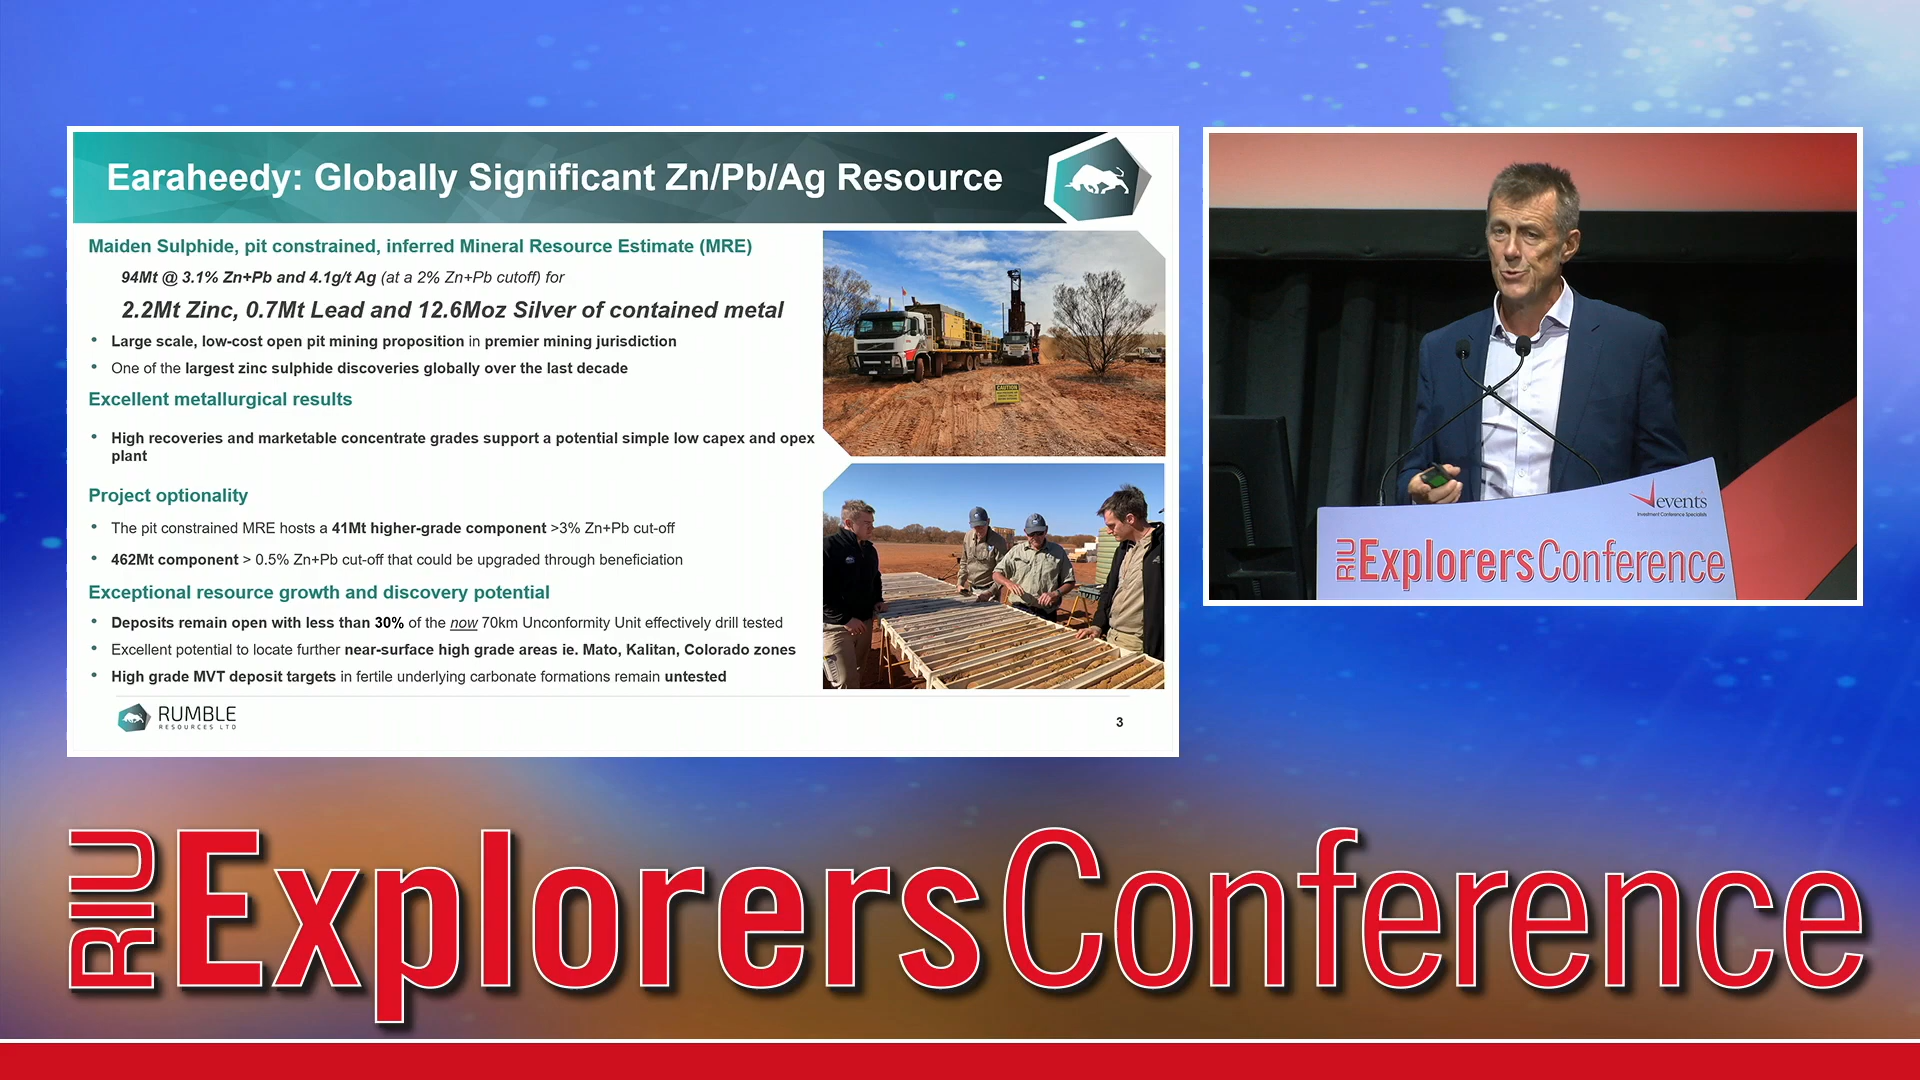 Earaheedy: Globally Significant Zn/Pb/Ag Resource
Maiden Sulphide, pit constrained, inferred Mineral Resource Estimate (MRE)
94Mt @ 3.1% Zn+Pb and 4.1g/t Ag (at a 2% Zn+Pb cutoff) for
2.2Mt Zinc, 0.7Mt Lead and 12.6Moz Silver of contained metal
• Large scale, low-cost open pit mining proposition in premier mining jurisdiction
• One of the largest zinc sulphide discoveries globally over the last decade
Excellent metallurgical results
• High recoveries and marketable concentrate grades support a potential simple low capex and opex
plant
Project optionality
• The pit constrained MRE hosts a 41Mt higher-grade component >3% Zn+Pb cut-off
• 462Mt component > 0.5% Zn+Pb cut-off that could be upgraded through beneficiation
Exceptional resource growth and discovery potential
• Deposits remain open with less than 30% of the now 70km Unconformity Unit effectively drill tested
• Excellent potential to locate further near-surface high grade areas ie. Mato, Kalitan, Colorado zones
• High grade MVT deposit targets in fertile underlying carbonate formations remain untested
RUMBLE
RESOURCES LTD
3
CAUTION
events
Investment Conference Specialists
RIU ExplorersConference
RIU ExplorersConference